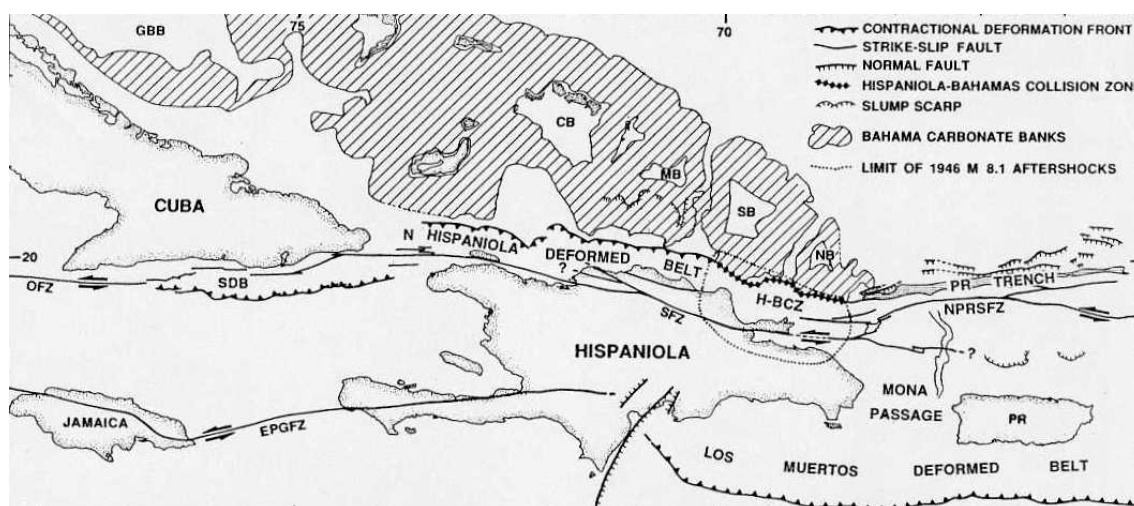 75
70
GBB
CONTRACTIONAL DEFORMATION FRONT
STRIKE-SLIP FAULT
NORMAL FAULT
HISPANIOLA-BAHAMAS COLLISION ZONE
SLUMP SCARP
BAHAMA CARBONATE BANKS
LIMIT OF 1946 M 8.1 AFTERSHOCKS
CB
MB
SB
NB
CUBA
N HISPANIOLA DEFORMED BELT
20
?
OFZ
SDB
H-BCZ
PR TRENCH
NPRSFZ
SFZ
?
HISPANIOLA
MONA
PASSAGE
PR
JAMAICA
EPGFZ
LOS MUERTOS DEFORMED BELT